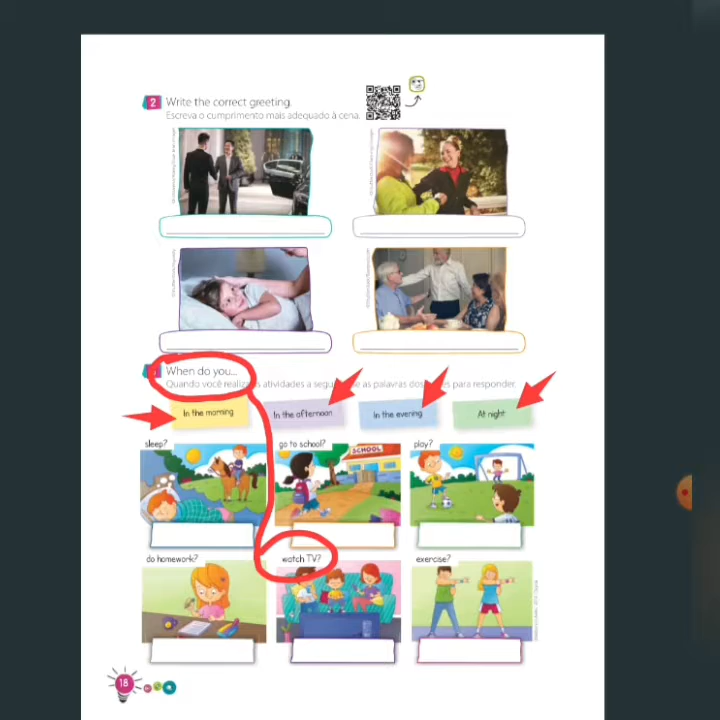 2 Write the correct greeting.
Escreva o cumprimento mais adequado à cena.
When do you...
Quando você realiza as atividades a seguir? as palavras dos para responder.
In the morning
In the afternoon
In the evening
At night
sleep?
go to school?
play?
SCHOOL
do homework?
watch TV?
exercise?
18